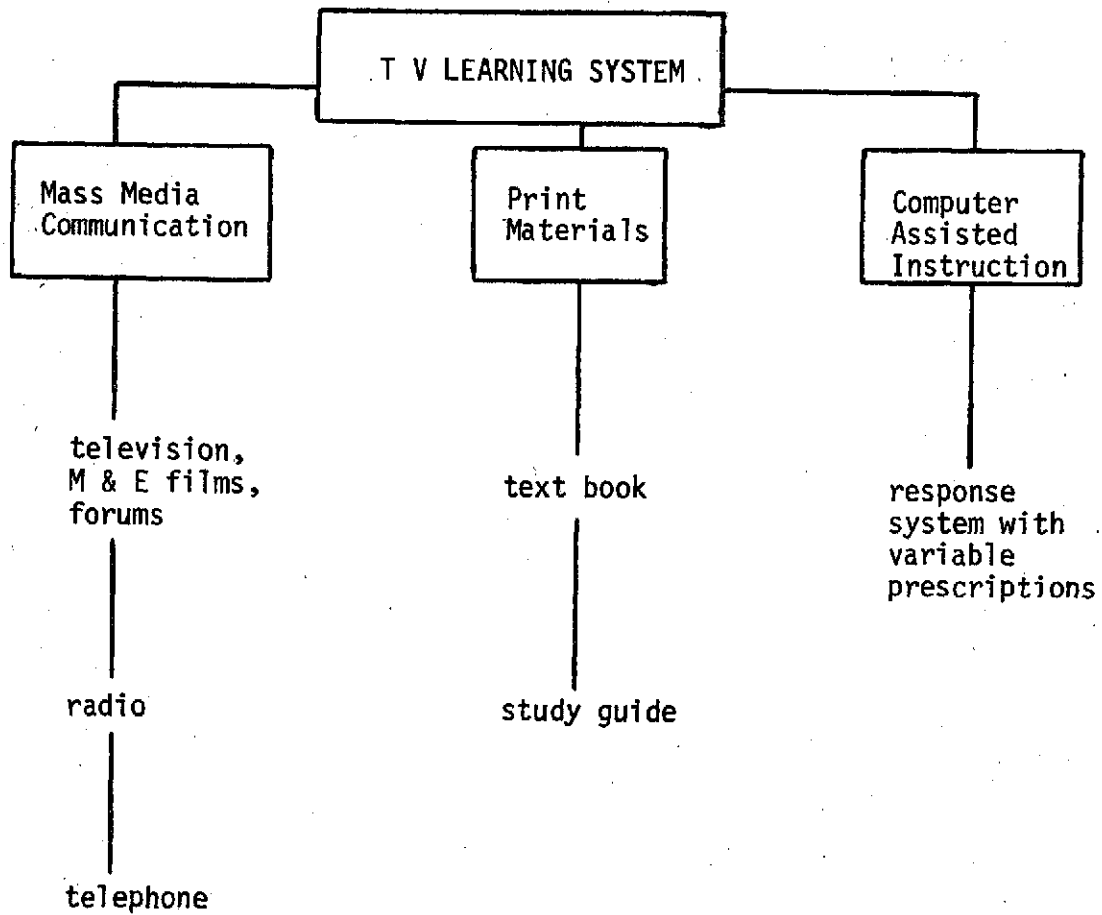 T V LEARNING SYSTEM
Mass Media
Communication
Print
Materials
Computer
Assisted
Instruction
television,
M & E films,
forums
radio
telephone
text book
study guide
response
system with
variable
prescriptions